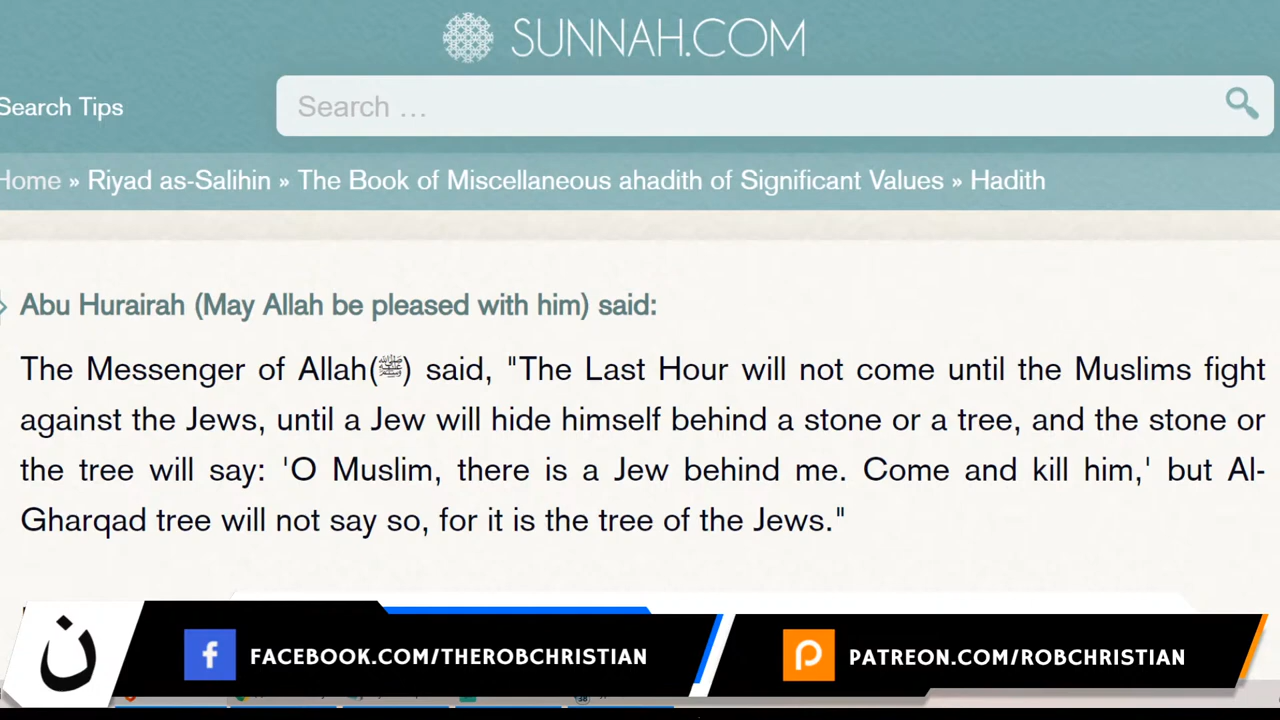 SUNNAH.COM
Search Tips
Search ...
Home » Riyad as-Salihin » The Book of Miscellaneous ahadith of Significant Values » Hadith
Abu Hurairah (May Allah be pleased with him) said:
The Messenger of Allah(ﷺ) said, "The Last Hour will not come until the Muslims fight
against the Jews, until a Jew will hide himself behind a stone or a tree, and the stone or
the tree will say: 'O Muslim, there is a Jew behind me. Come and kill him,' but Al-
Gharqad tree will not say so, for it is the tree of the Jews."
ن
f FACEBOOK.COM/THEROBCHRISTIAN
PATREON.COM/ROBCHRISTIAN